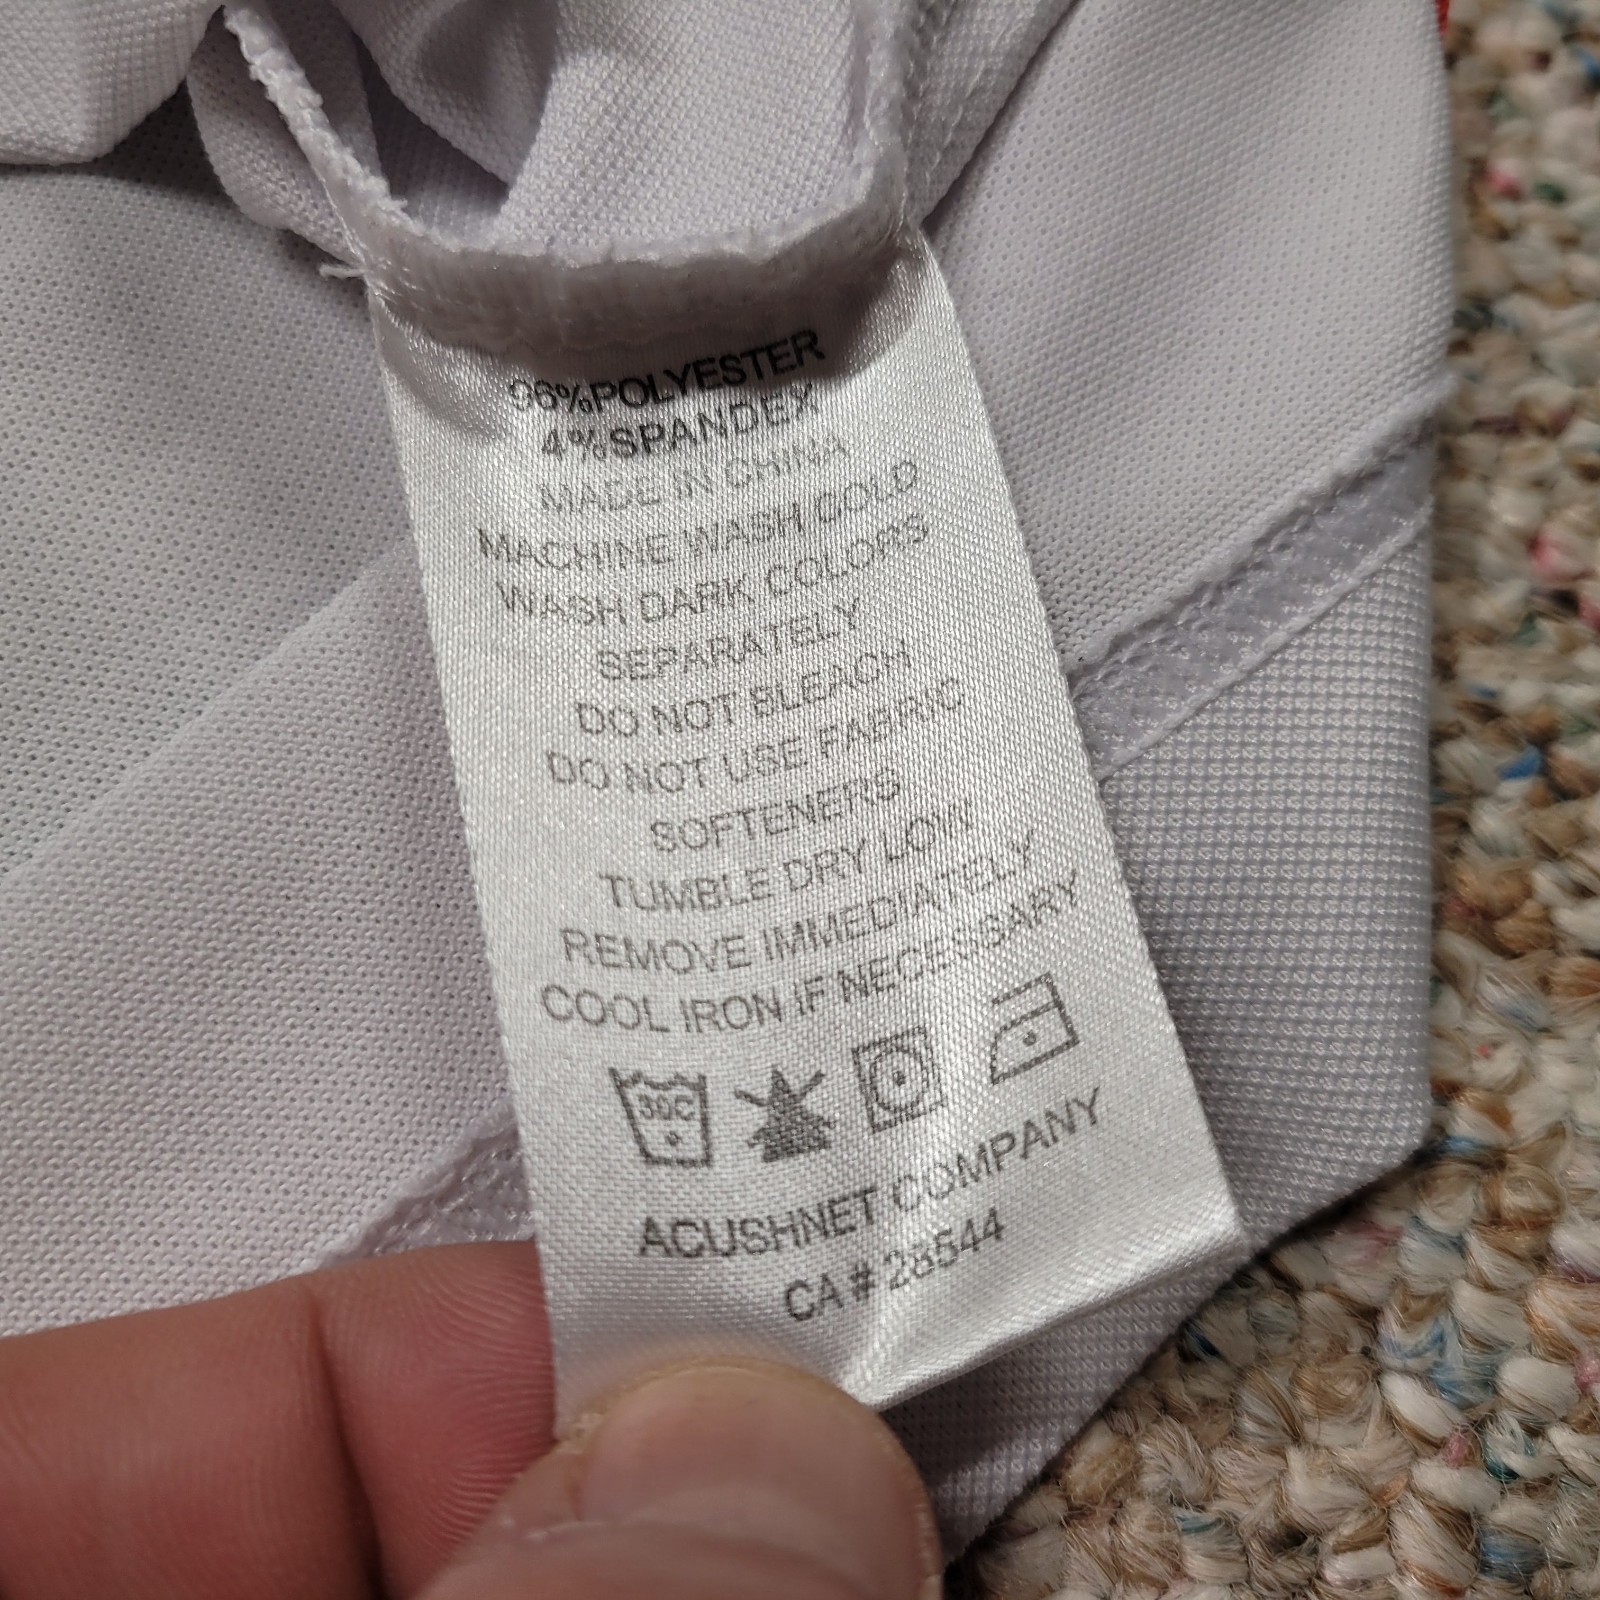 96%POLYESTER
4%SPANDEX
MADE IN CHINA
MACHINE WASH COLD
WASH DARK COLORS
SEPARATELY
DO NOT BLEACH
DO NOT USE FABRIC
SOFTENERS
TUMBLE DRY LOW
REMOVE IMMEDIATELY
COOL IRON IF NECESSARY
30C
ACUSHNET COMPANY
CA # 28544